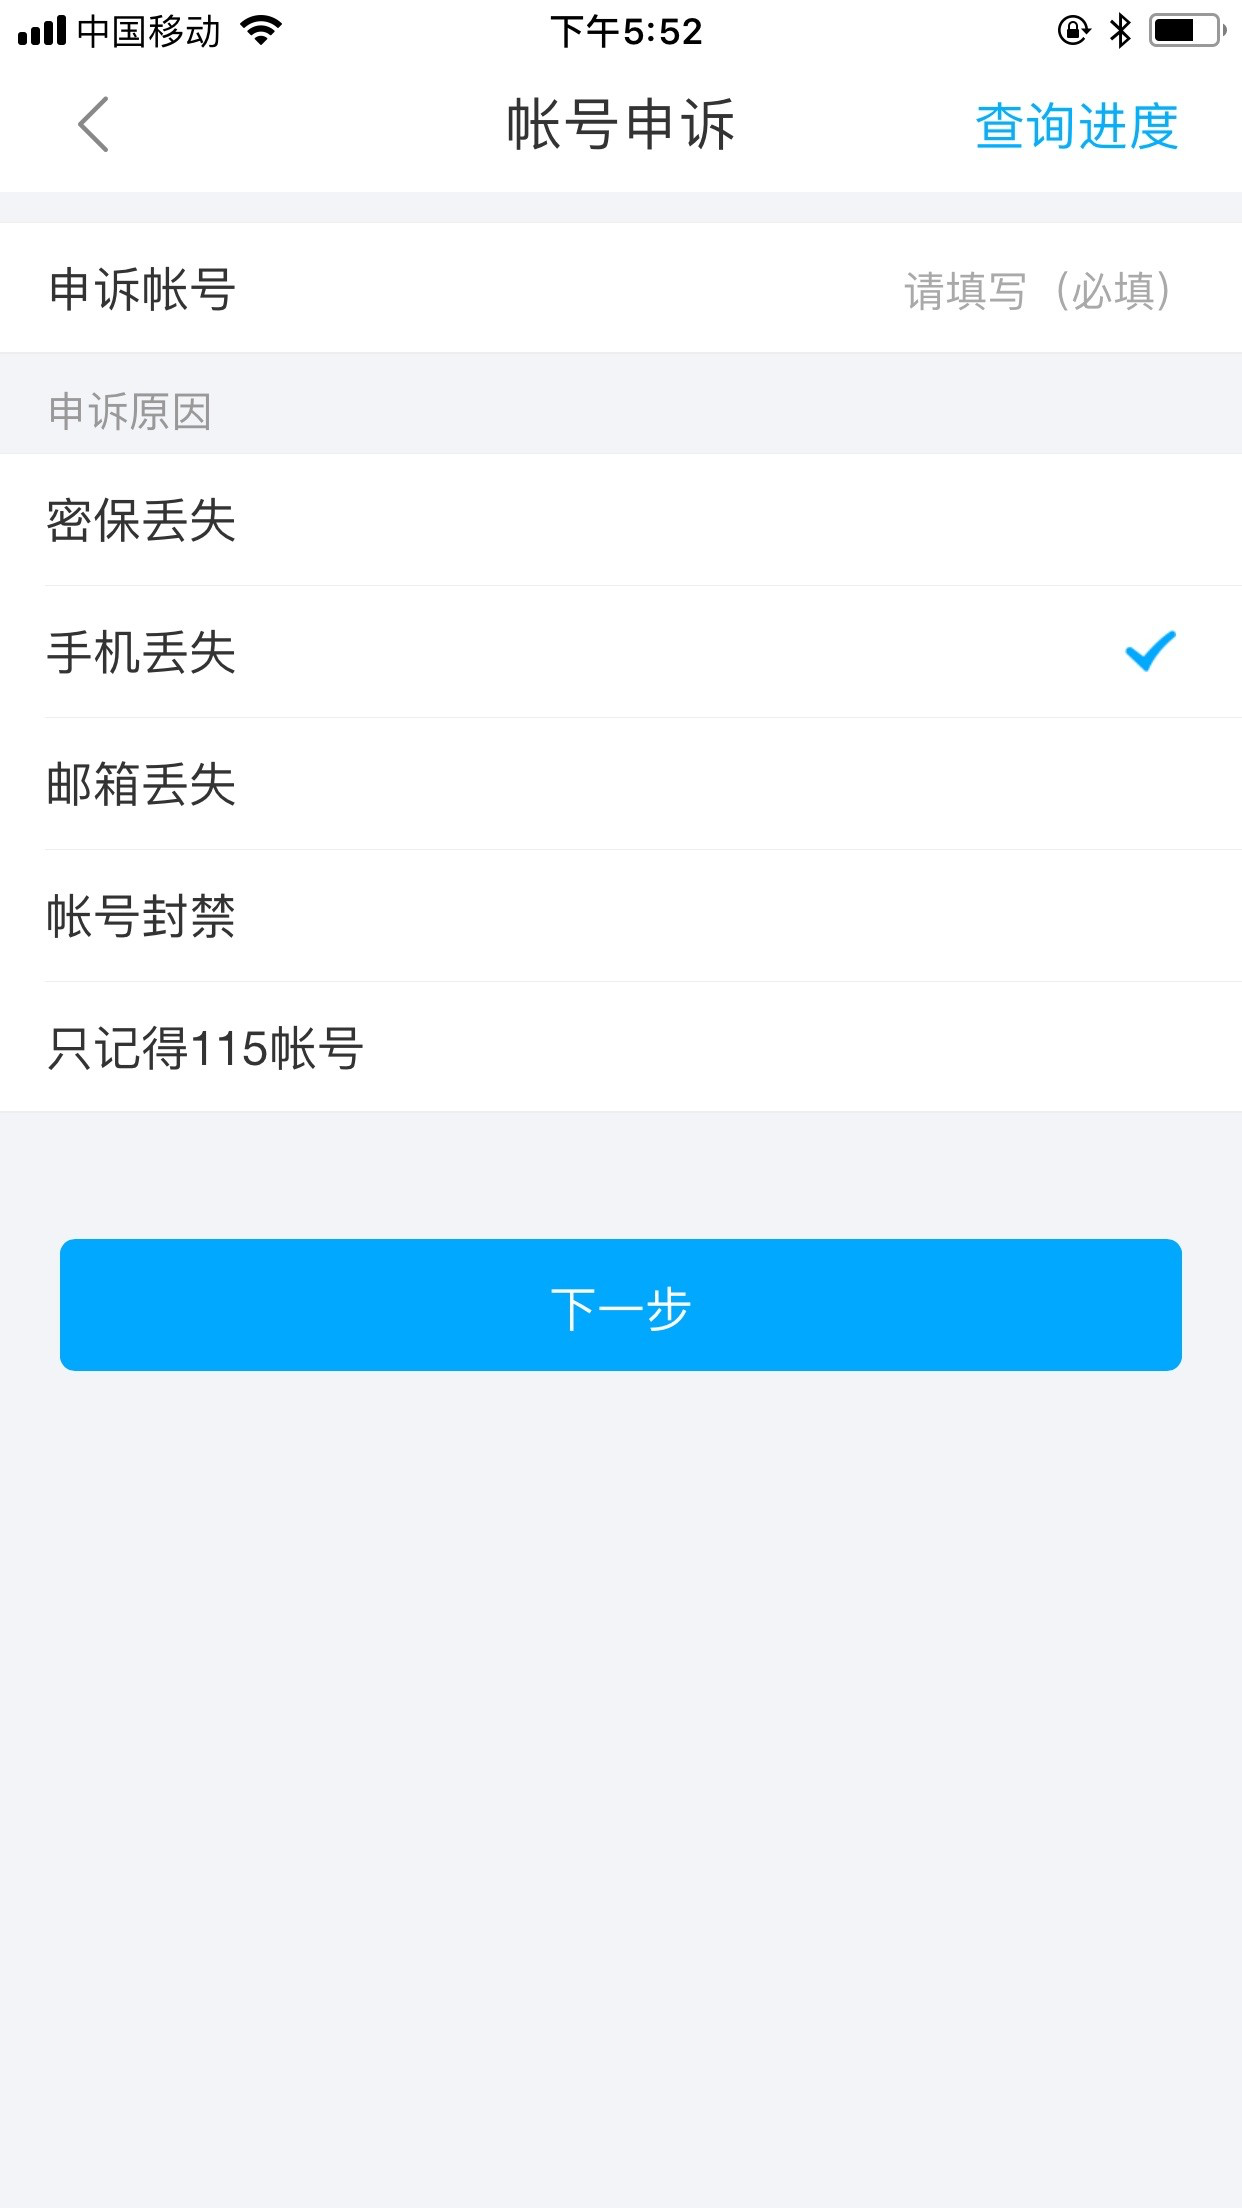 中国移动 下午5:52
帐号申诉 查询进度
申诉帐号 请填写（必填）
申诉原因
密保丢失
手机丢失
邮箱丢失
帐号封禁
只记得115帐号
下一步